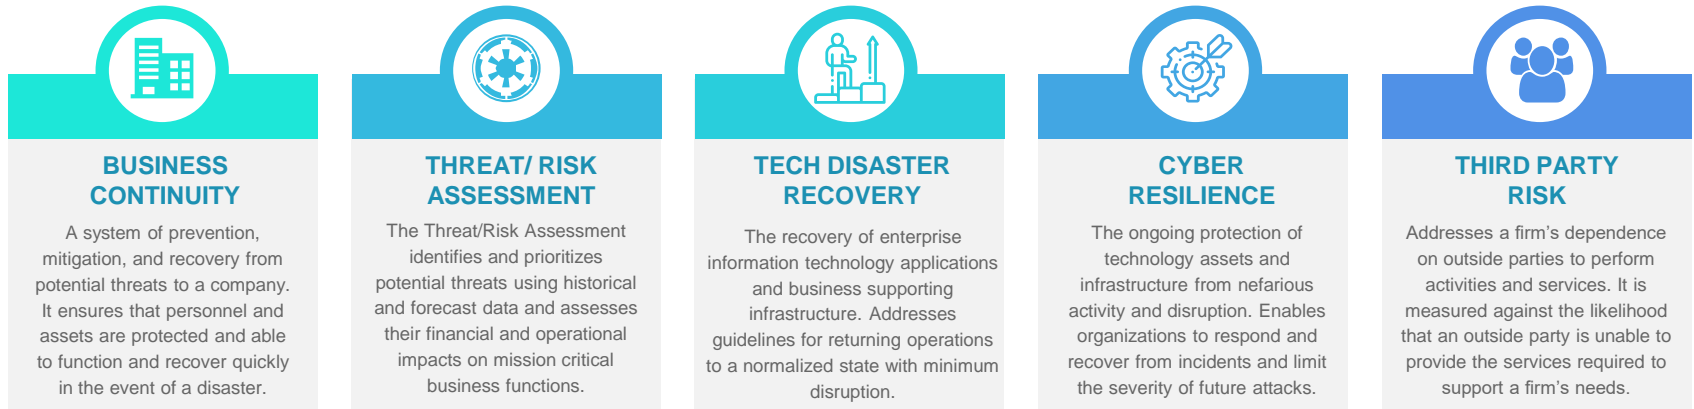 BUSINESS
CONTINUITY
A system of prevention,
mitigation, and recovery from
potential threats to a company.
It ensures that personnel and
assets are protected and able
to function and recover quickly
in the event of a disaster.
THREAT/ RISK
ASSESSMENT
The Threat/Risk Assessment
identifies and prioritizes
potential threats using historical
and forecast data and assesses
their financial and operational
impacts on mission critical
business functions.
TECH DISASTER
RECOVERY
The recovery of enterprise
information technology applications
and business supporting
infrastructure. Addresses
guidelines for returning operations
to a normalized state with minimum
disruption.
CYBER
RESILIENCE
The ongoing protection of
technology assets and
infrastructure from nefarious
activity and disruption. Enables
organizations to respond and
recover from incidents and limit
the severity of future attacks.
THIRD PARTY
RISK
Addresses a firm's dependence
on outside parties to perform
activities and services. It is
measured against the likelihood
that an outside party is unable to
provide the services required to
support a firm's needs.